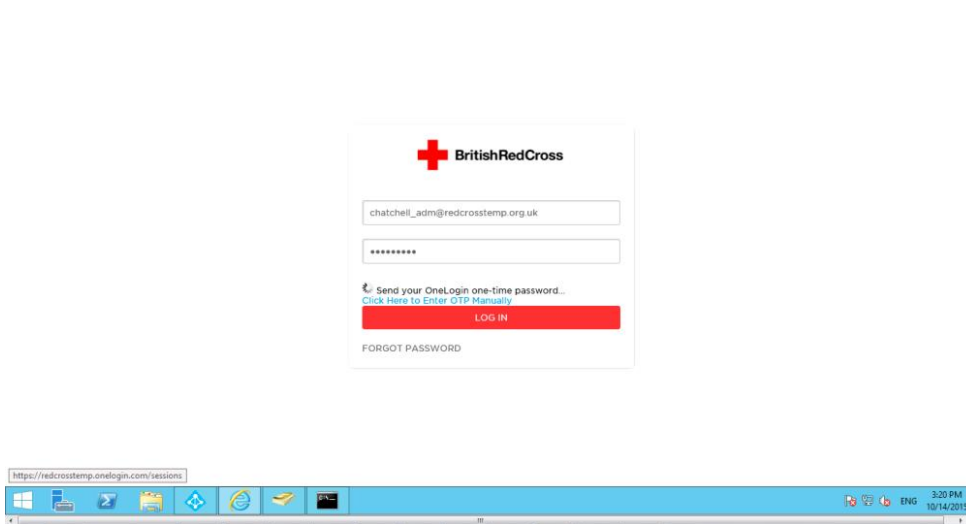 BritishRedCross
chatchell_adm@redcrosstemp.org.uk
•••••••••
Send your OneLogin one-time password...
Click Here to Enter OTP Manually
LOG IN
FORGOT PASSWORD
https://redcrosstemp.onelogin.com/sessions
ENG
3:20 PM
10/14/2015